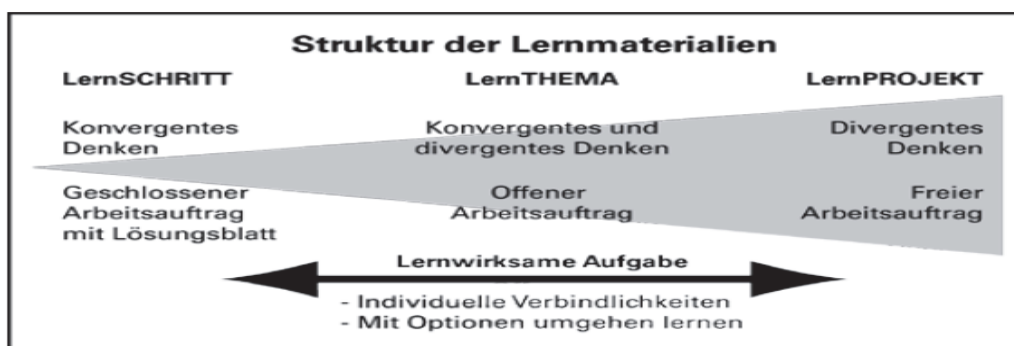 Struktur der Lernmaterialien
LernSCHRITT
Konvergentes
Denken
Geschlossener
Arbeitsauftrag
mit Lösungsblatt
LernTHEMA
Konvergentes und
divergentes Denken
Offener
Arbeitsauftrag
LernPROJEKT
Divergentes
Denken
Freier
Arbeitsauftrag
Lernwirksame Aufgabe
- Individuelle Verbindlichkeiten
- Mit Optionen umgehen lernen